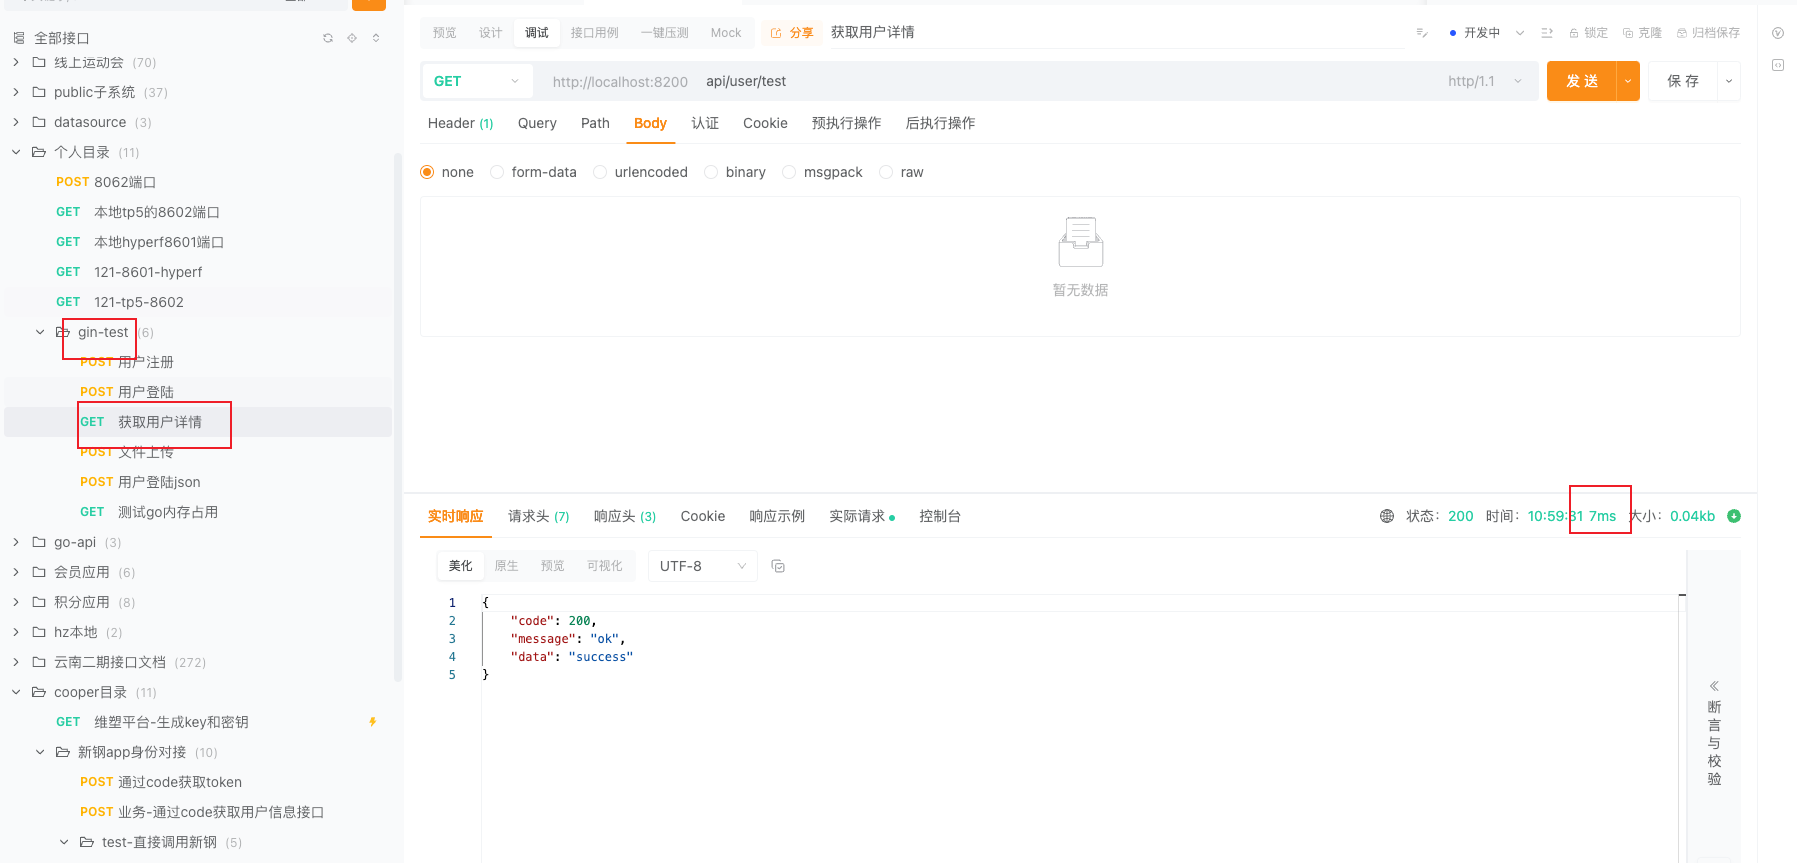 全部接口
线上运动会 (70)
public子系统 (37)
datasource (3)
个人目录 (11)
POST 8062端口
GET 本地tp5的8602端口
GET 本地hyperf8601端口
GET 121-8601-hyperf
GET 121-tp5-8602
gin-test (6)
POST 用户注册
POST 用户登陆
GET 获取用户详情
POST 文件上传
POST 用户登陆json
GET 测试go内存占用
go-api (3)
会员应用 (6)
积分应用 (8)
hz本地 (2)
云南二期接口文档 (272)
cooper目录 (11)
GET 维塑平台-生成key和密钥
新钢app身份对接 (10)
POST 通过code获取token
POST 业务-通过code获取用户信息接口
test-直接调用新钢 (5)
预览 设计 调试 接口用例 一键压测 Mock 分享 获取用户详情 开发中 锁定 克隆 归档保存
GET http://localhost:8200 api/user/test http/1.1 发送 保存
Header (1) Query Path Body 认证 Cookie 预执行操作 后执行操作
none form-data urlencoded binary msgpack raw
暂无数据
实时响应 请求头 (7) 响应头 (3) Cookie 响应示例 实际请求 控制台 状态: 200 时间: 10:59:31 7ms 大小: 0.04kb
美化 原生 预览 可视化 UTF-8
1 {
2 "code": 200,
3 "message": "ok",
4 "data": "success"
5 }
断言与校验